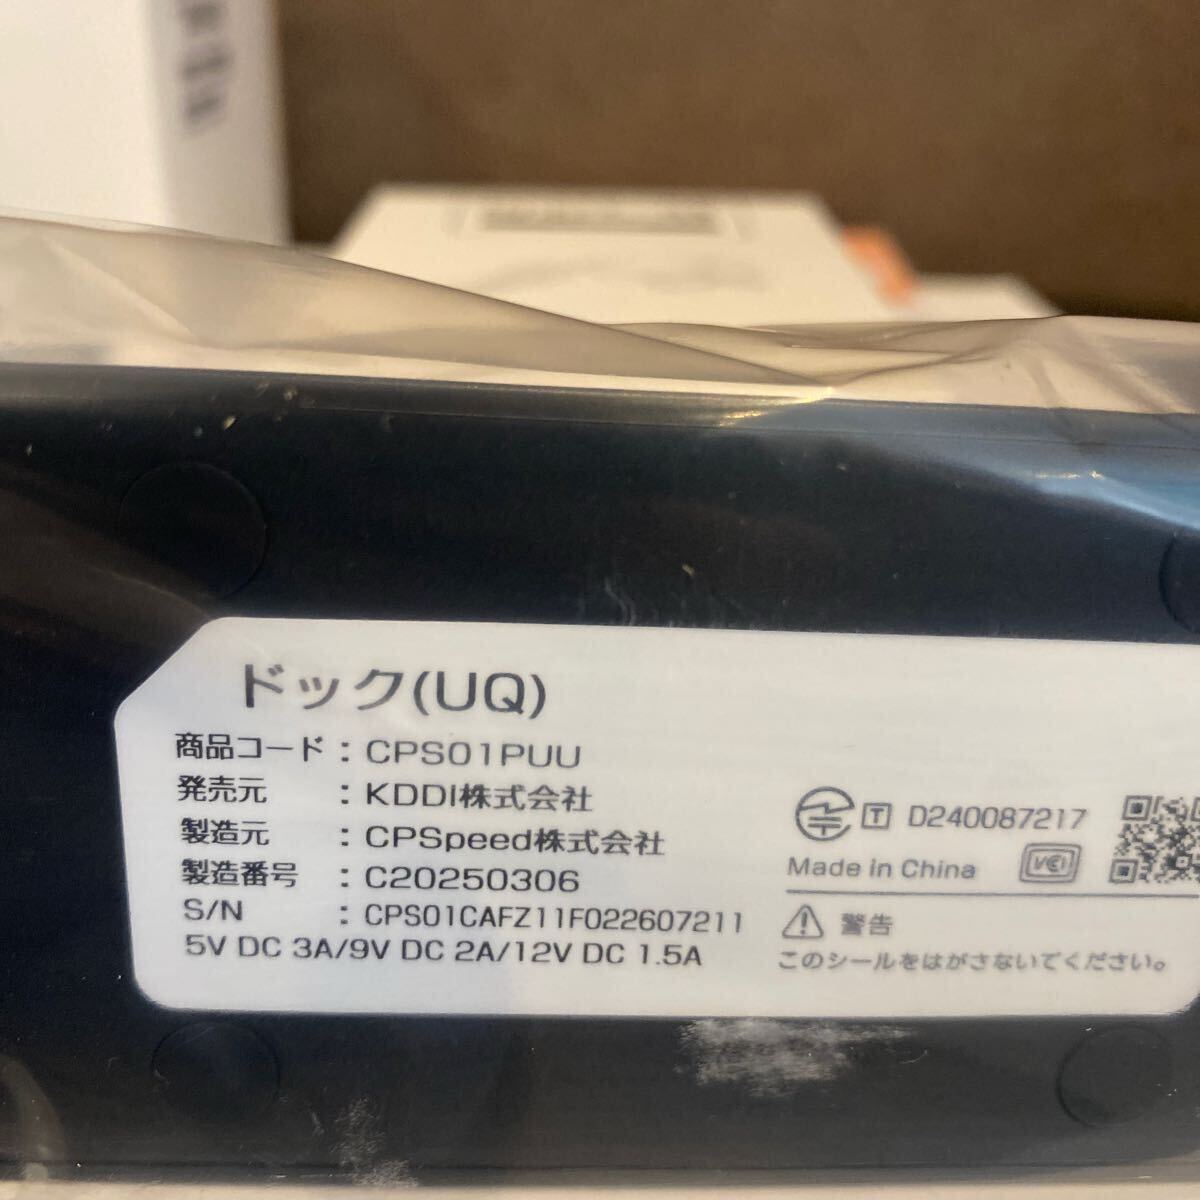 ドック(UQ)
商品コード : CPS01PUU
発売元 : KDDI株式会社
製造元 : CPSpeed株式会社
製造番号 : C20250306
S/N : CPS01CAFZ11F022607211
5V DC 3A/9V DC 2A/12V DC 1.5A
T D240087217
Made in China VCI
警告
このシールをはがさないでください。